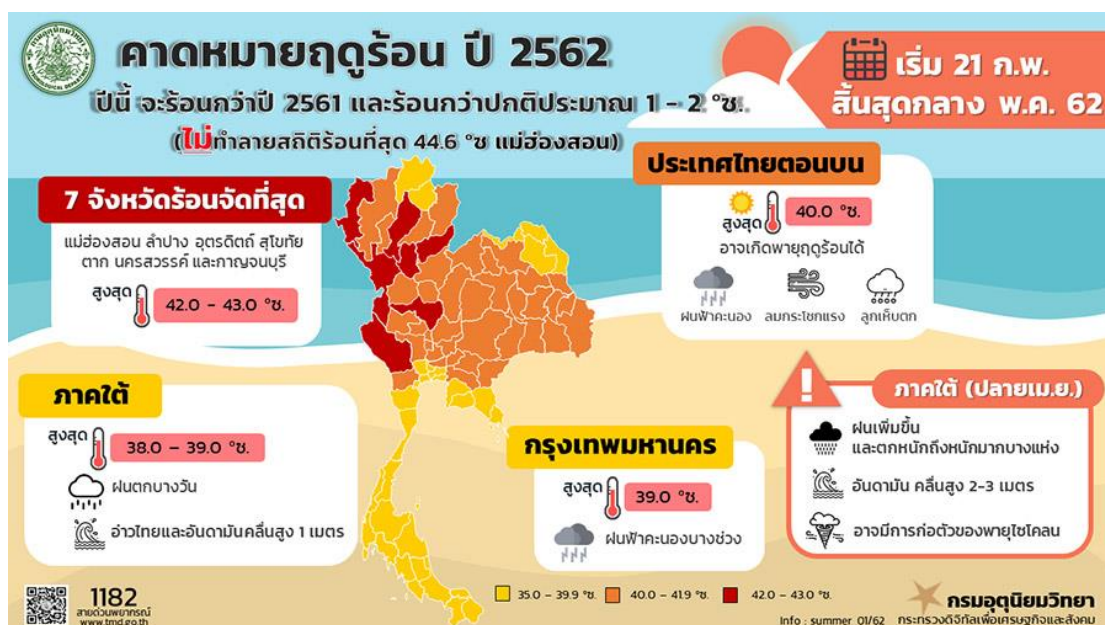 คาดหมายฤดูร้อน ปี 2562
ปีนี้ จะร้อนกว่าปี 2561 และร้อนกว่าปกติประมาณ 1 - 2 °ซ.
(ไม่ทำลายสถิติร้อนที่สุด 44.6 °ซ แม่ฮ่องสอน)
เริ่ม 21 ก.พ.
สิ้นสุดกลาง พ.ค. 62
7 จังหวัดร้อนจัดที่สุด
แม่ฮ่องสอน ลำปาง อุตรดิตถ์ สุโขทัย
ตาก นครสวรรค์ และกาญจนบุรี
สูงสุด 42.0 - 43.0 °ซ.
ประเทศไทยตอนบน
สูงสุด 40.0 °ซ.
อาจเกิดพายุฤดูร้อนได้
ฝนฟ้าคะนอง ลมกระโชกแรง ลูกเห็บตก
ภาคใต้
สูงสุด 38.0 - 39.0 °ซ.
ฝนตกบางวัน
อ่าวไทยและอันดามันคลื่นสูง 1 เมตร
กรุงเทพมหานคร
สูงสุด 39.0 °ซ.
ฝนฟ้าคะนองบางช่วง
ภาคใต้ (ปลายเม.ย.)
ฝนเพิ่มขึ้น
และตกหนักถึงหนักมากบางแห่ง
อันดามัน คลื่นสูง 2-3 เมตร
อาจมีการก่อตัวของพายุไซโคลน
1182
สายด่วนพยากรณ์
www.tmd.go.th
35.0 - 39.9 °ซ. 40.0 - 41.9 °ซ. 42.0 - 43.0 °ซ.
กรมอุตุนิยมวิทยา
Info : summer 01/62 กระทรวงดิจิทัลเพื่อเศรษฐกิจและสังคม